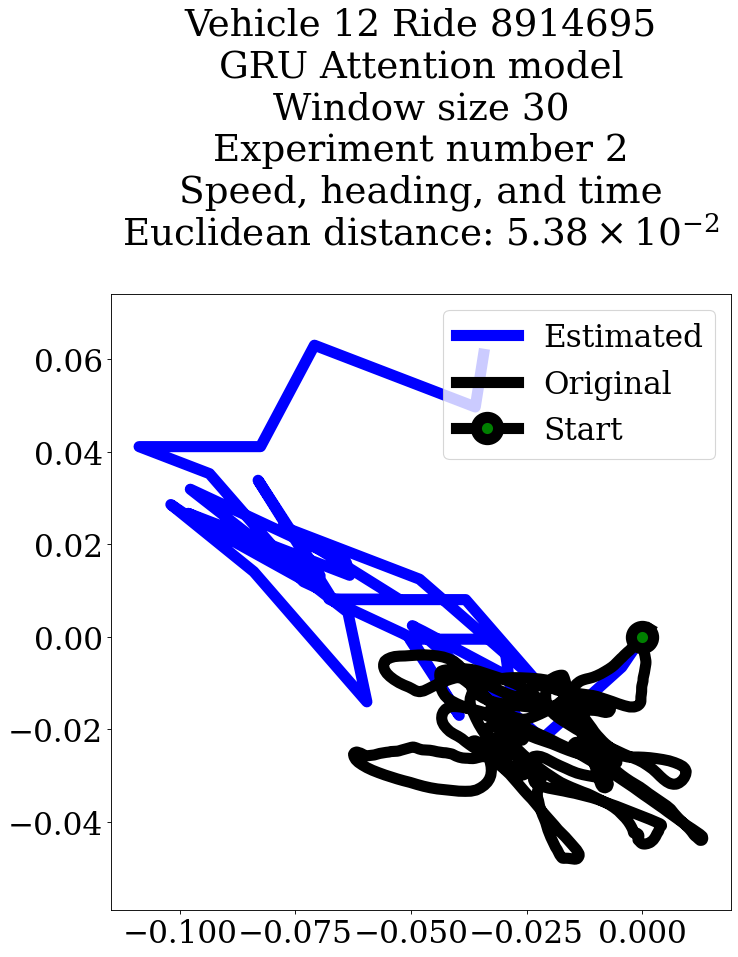 Vehicle 12 Ride 8914695
GRU Attention model
Window size 30
Experiment number 2
Speed, heading, and time
Euclidean distance: 5.38 × 10⁻²
Estimated
Original
Start
0.06
0.04
0.02
0.00
−0.02
−0.04
−0.100 −0.075 −0.050 −0.025 0.000